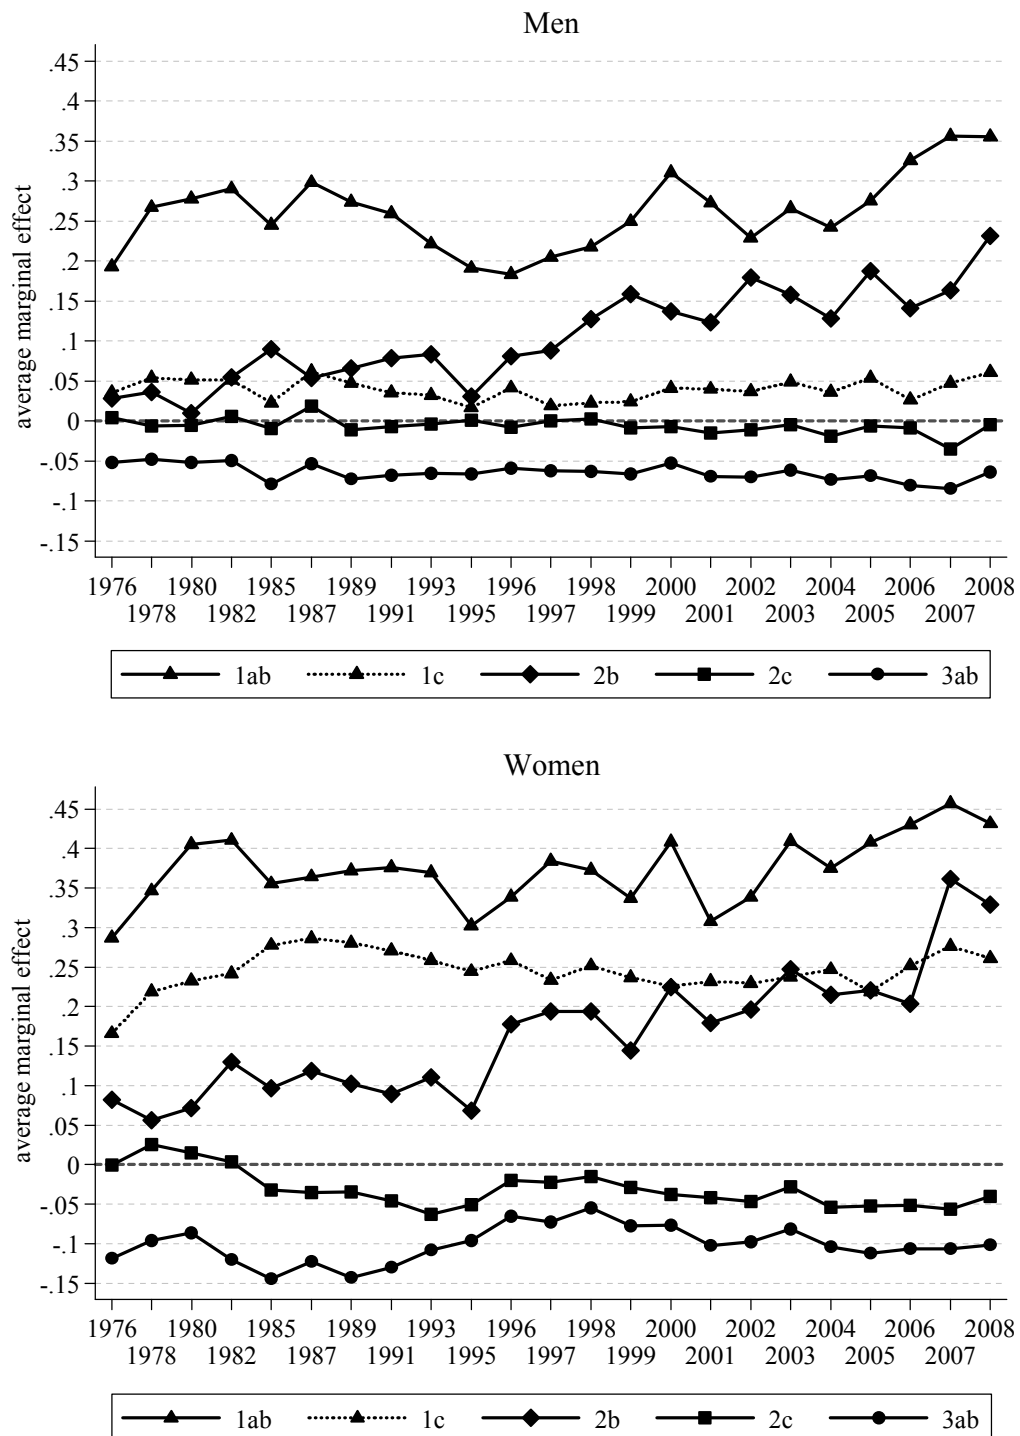 Men
average marginal effect
.45
.4
.35
.3
.25
.2
.15
.1
.05
0
-.05
-.1
-.15
1976 1980 1985 1989 1993 1996 1998 2000 2002 2004 2006 2008
1978 1982 1987 1991 1995 1997 1999 2001 2003 2005 2007
1ab 1c 2b 2c 3ab
Women
average marginal effect
.45
.4
.35
.3
.25
.2
.15
.1
.05
0
-.05
-.1
-.15
1976 1980 1985 1989 1993 1996 1998 2000 2002 2004 2006 2008
1978 1982 1987 1991 1995 1997 1999 2001 2003 2005 2007
1ab 1c 2b 2c 3ab